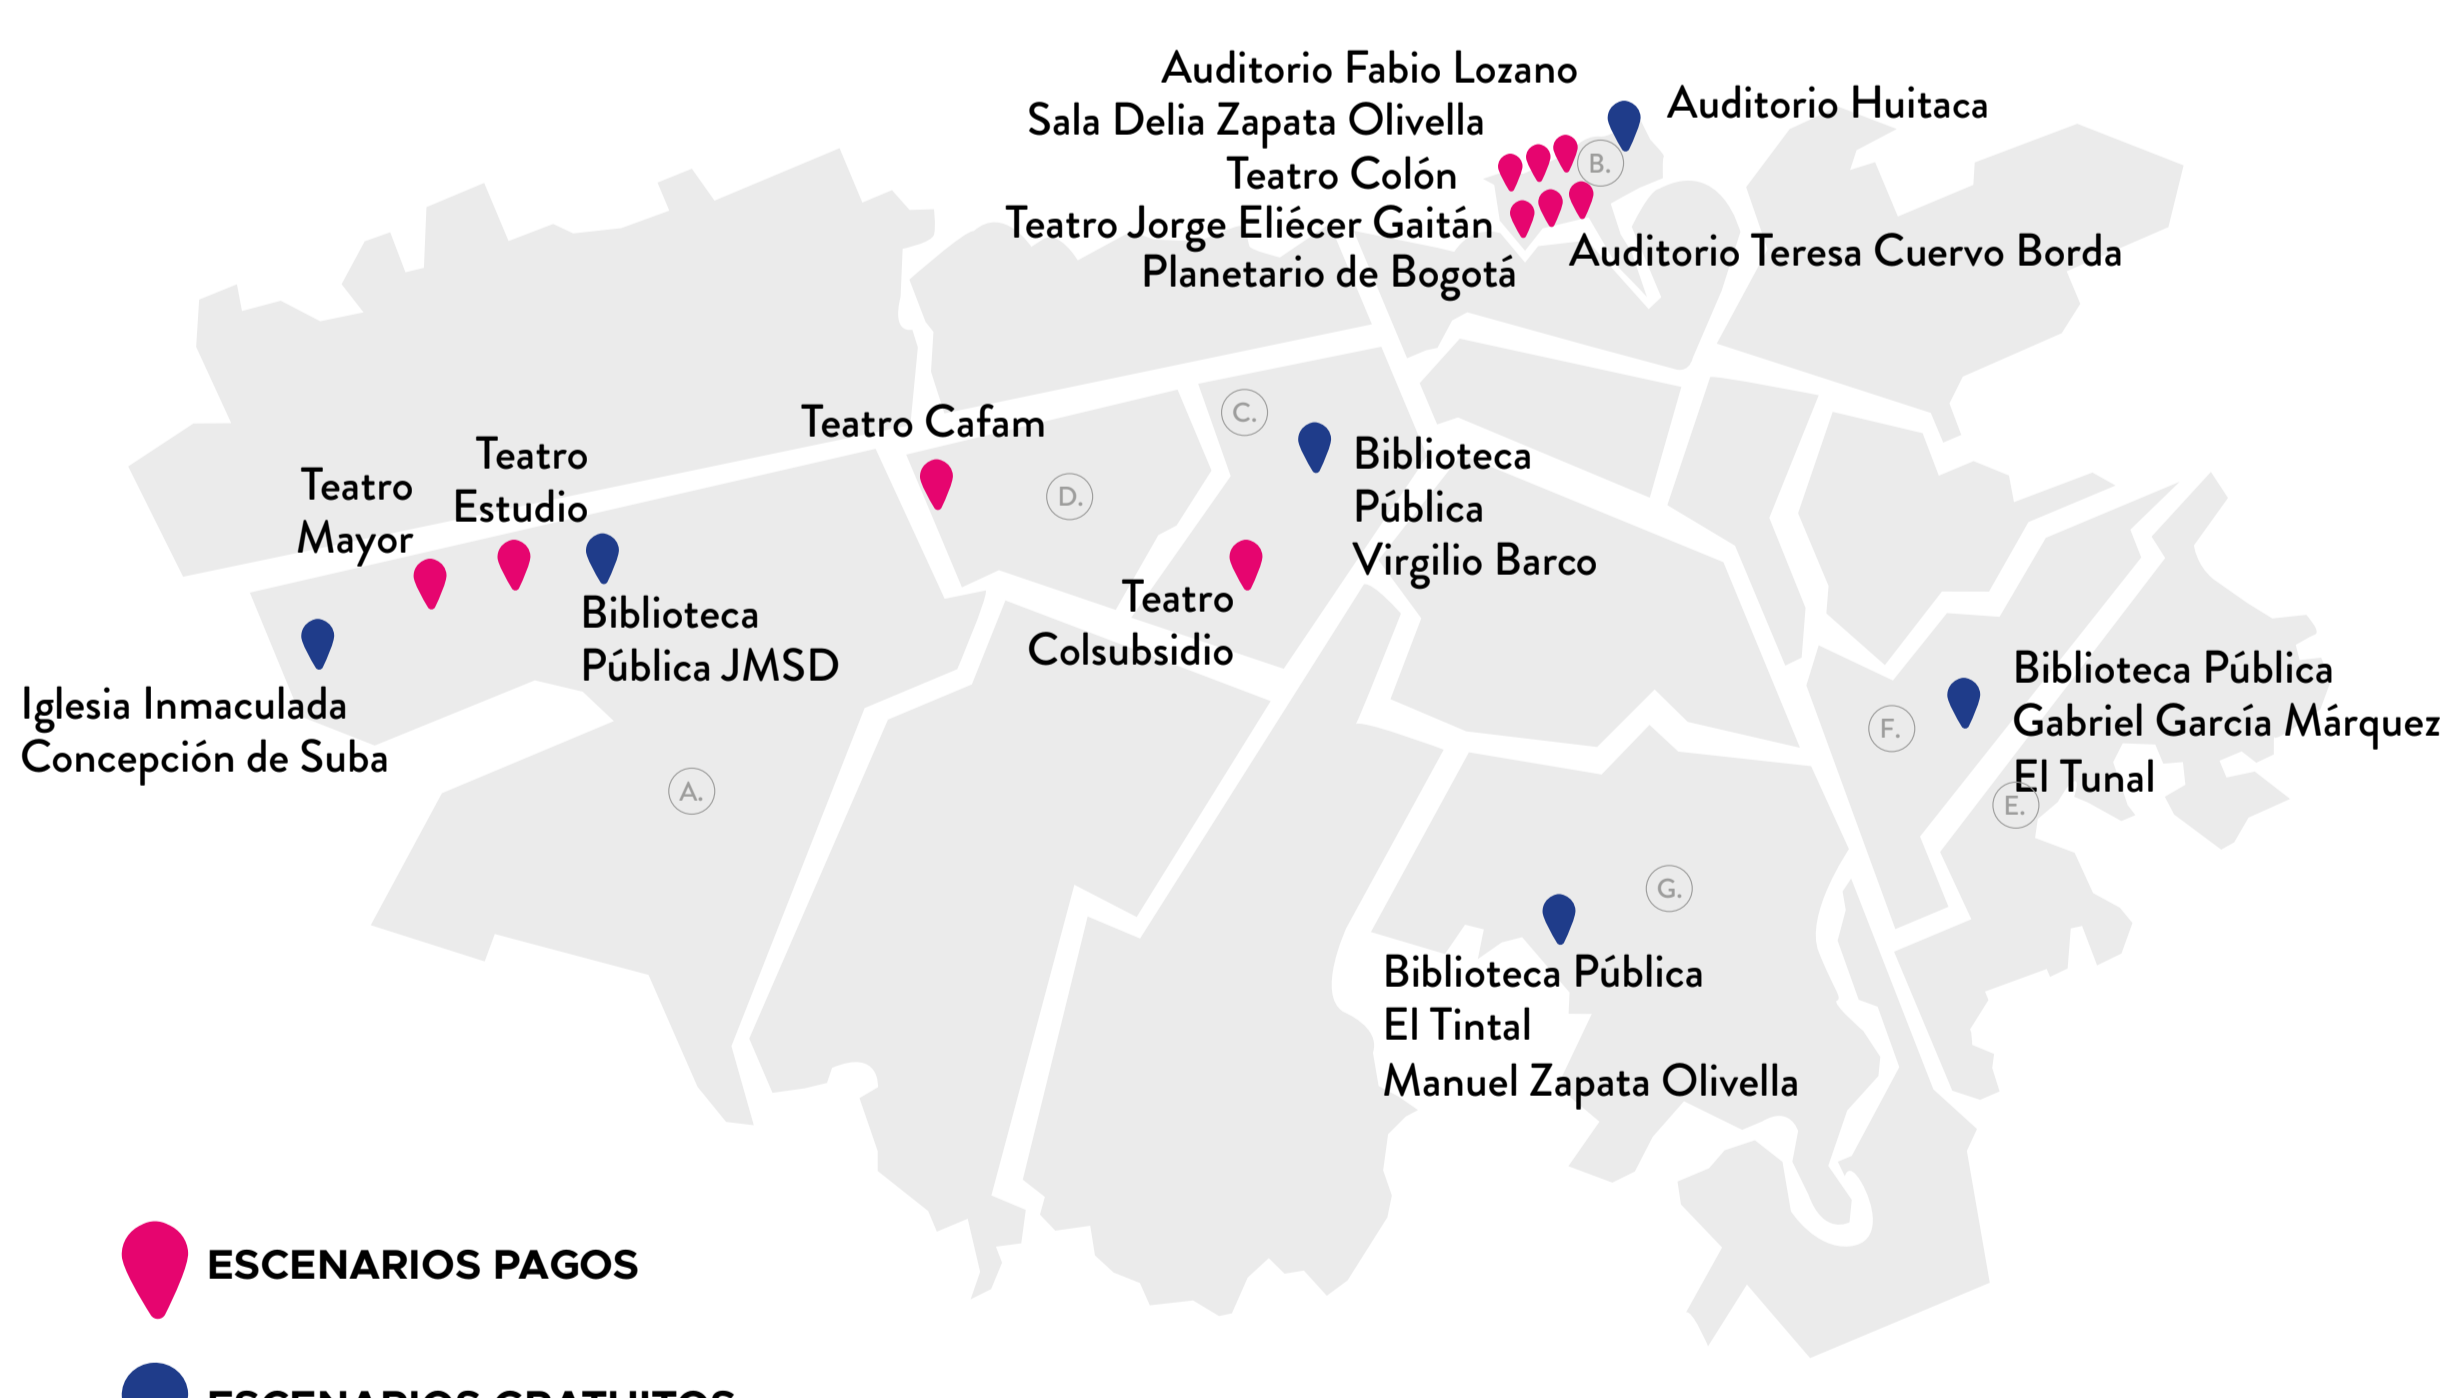 Auditorio Fabio Lozano
Auditorio Huitaca
Sala Delia Zapata Olivella
B.
Teatro Colón
Teatro Jorge Eliécer Gaitán
Auditorio Teresa Cuervo Borda
Planetario de Bogotá
Teatro Cafam
C.
Teatro
Mayor
Teatro
Estudio
D.
Biblioteca
Pública
Virgilio Barco
Biblioteca
Pública JMSD
Teatro
Colsubsidio
Iglesia Inmaculada
Concepción de Suba
A.
Biblioteca Pública
Gabriel García Márquez
El Tunal
F.
E.
G.
Biblioteca Pública
El Tintal
Manuel Zapata Olivella
ESCENARIOS PAGOS
ESCENARIOS GRATUITOS